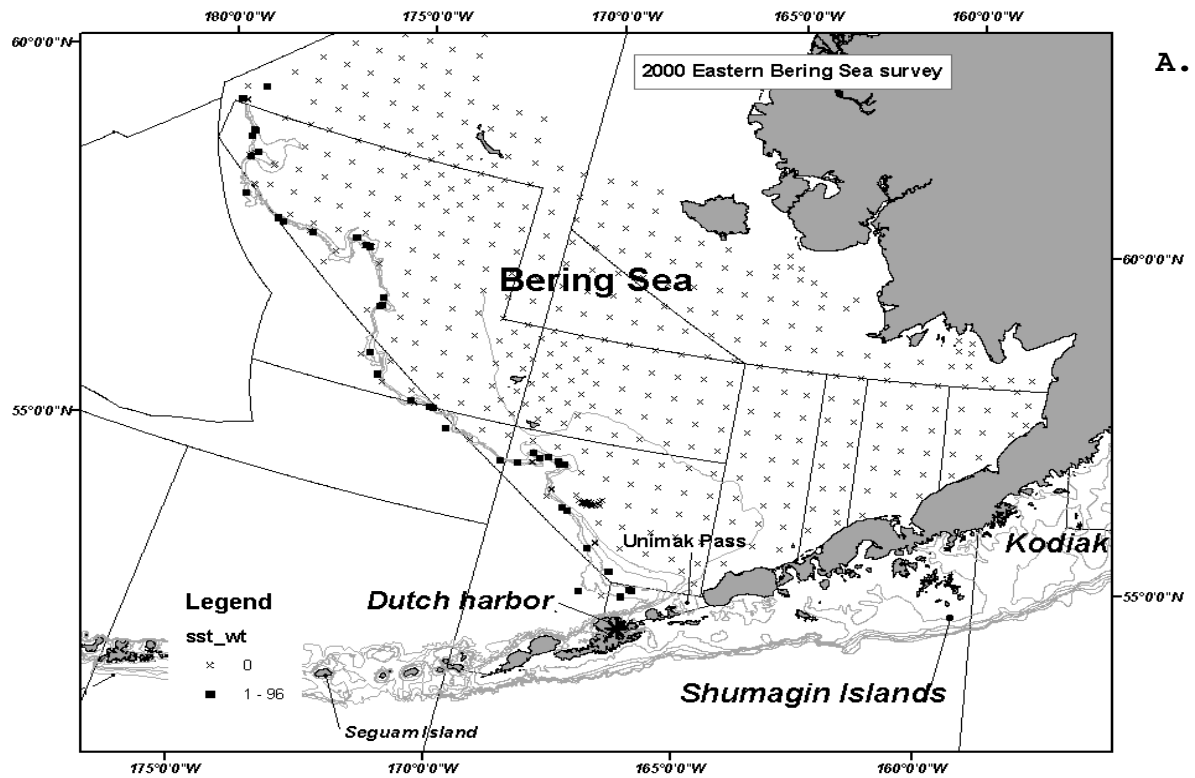 180°0'0"W 175°0'0"W 170°0'0"W 165°0'0"W 160°0'0"W
60°0'0"N
2000 Eastern Bering Sea survey
A.
60°0'0"N
Bering Sea
55°0'0"N
Unimak Pass
Kodiak
Legend
Dutch harbor
55°0'0"N
sst_wt
0
1 - 96
Shumagin Islands
Seguam Island
175°0'0"W 170°0'0"W 165°0'0"W 160°0'0"W